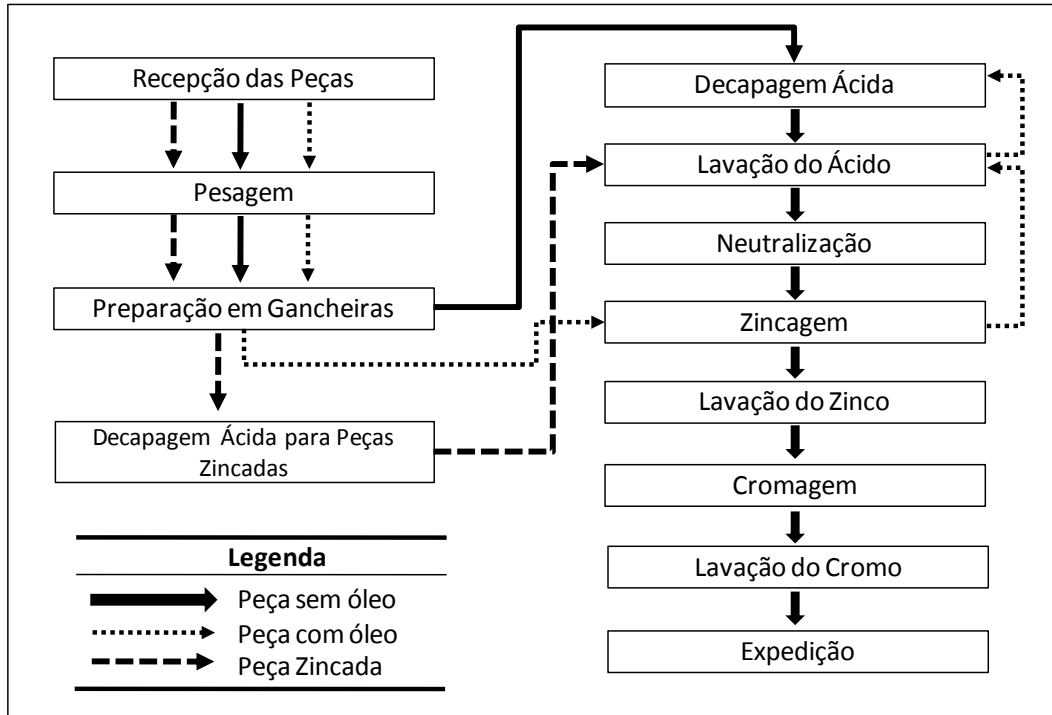 Recepção das Peças
Pesagem
Preparação em Gancheiras
Decapagem Ácida para Peças
Zincadas
Decapagem Ácida
Lavação do Ácido
Neutralização
Zincagem
Lavação do Zinco
Cromagem
Lavação do Cromo
Expedição
Legenda
Peça sem óleo
Peça com óleo
Peça Zincada